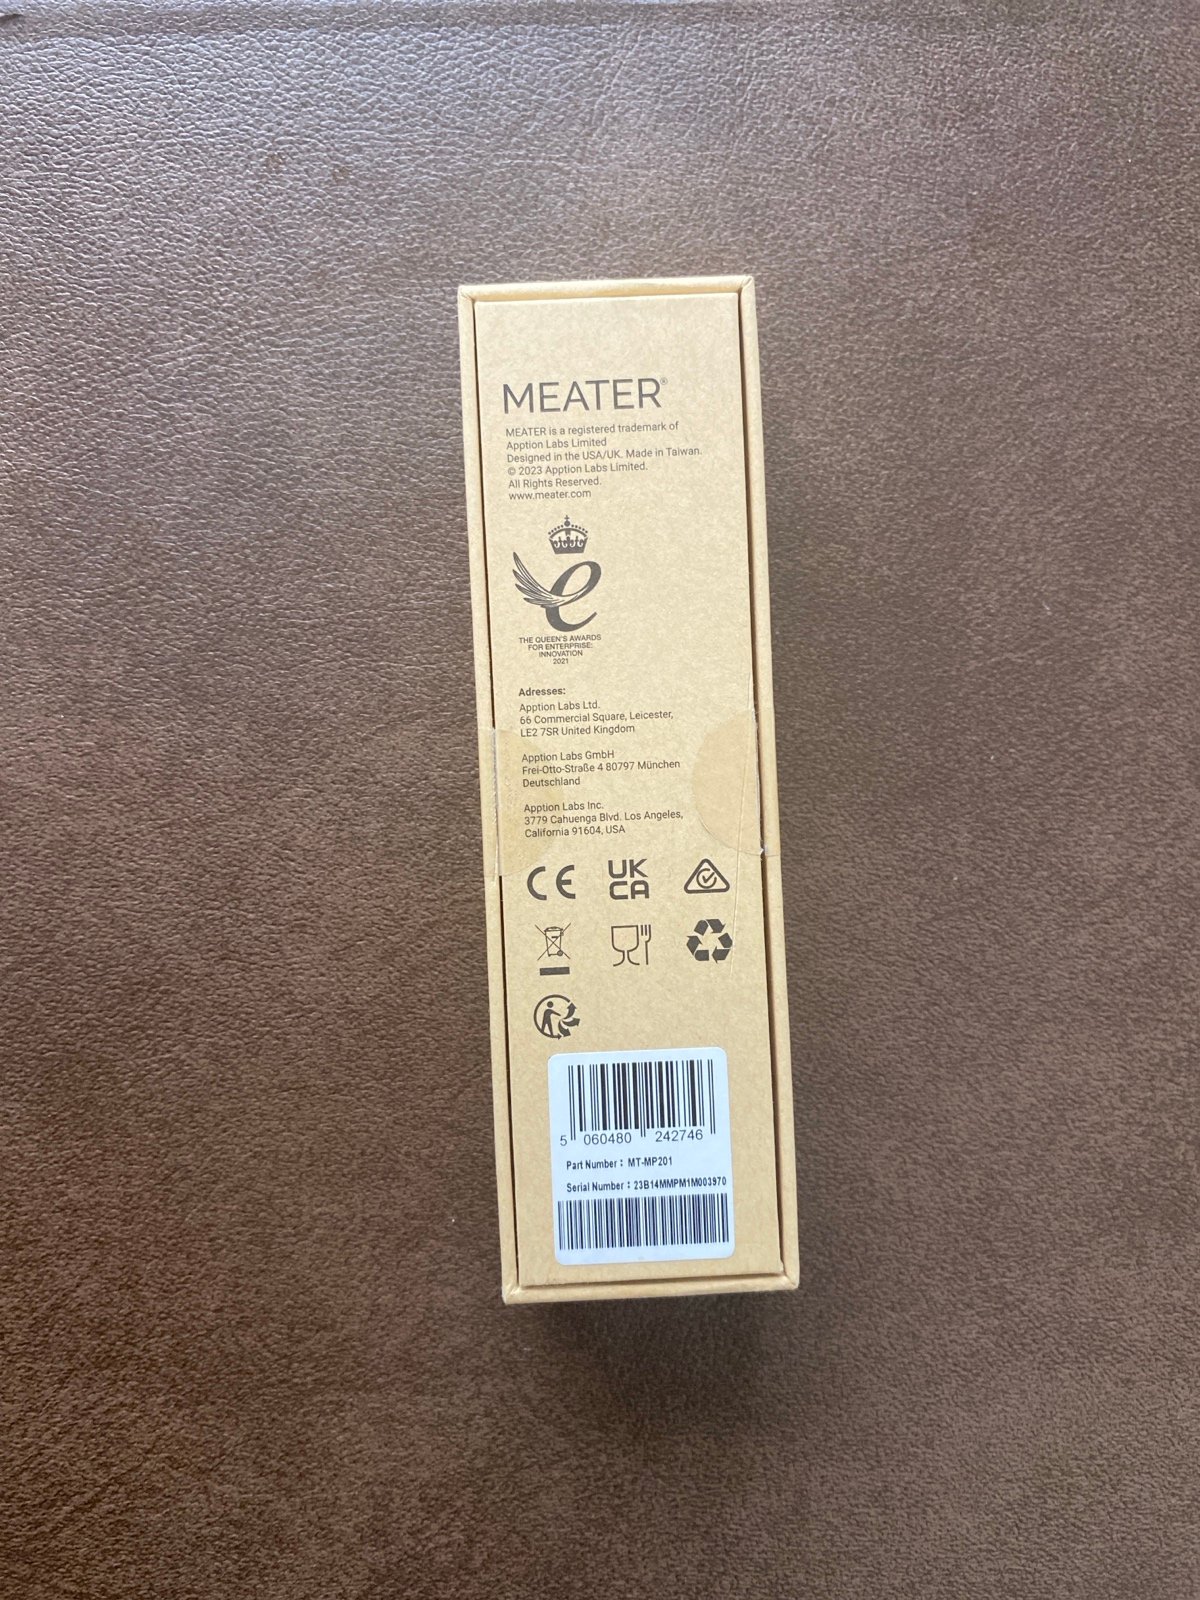 MEATER®
MEATER is a registered trademark of
Apption Labs Limited
Designed in the USA/UK. Made in Taiwan.
© 2023 Apption Labs Limited.
All Rights Reserved.
www.meater.com
e
THE QUEEN'S AWARDS
FOR ENTERPRISE:
INNOVATION
2021
Adresses:
Apption Labs Ltd.
66 Commercial Square, Leicester,
LE2 7SR United Kingdom
Apption Labs GmbH
Frei-Otto-Straße 4 80797 München
Deutschland
Apption Labs Inc.
3779 Cahuenga Blvd. Los Angeles,
California 91604, USA
CE
UK
CA
5 060480 242746
Part Number : MT-MP201
Serial Number : 23B14MMPM1M003970